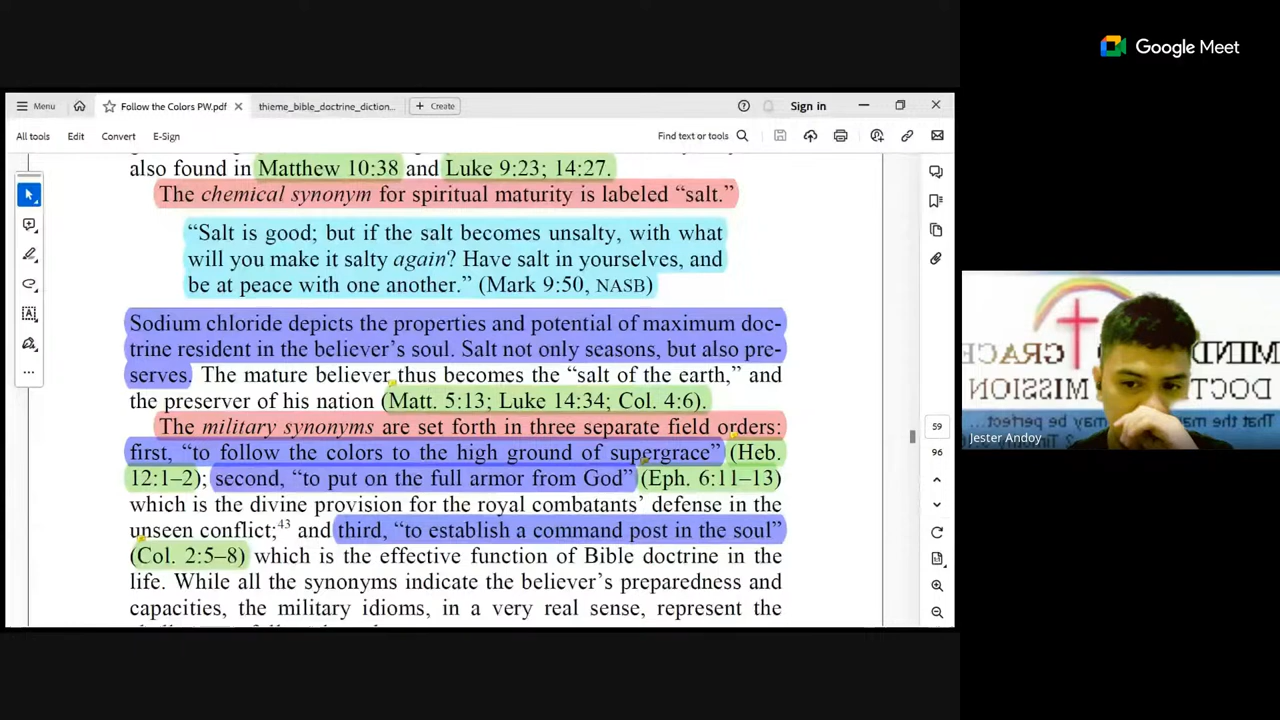 Google Meet
Menu
Follow the Colors PW.pdf
thieme_bible_doctrine_diction...
Create
Sign in
All tools
Edit
Convert
E-Sign
Find text or tools
also found in Matthew 10:38 and Luke 9:23; 14:27.
The chemical synonym for spiritual maturity is labeled “salt.”
“Salt is good; but if the salt becomes unsalty, with what
will you make it salty again? Have salt in yourselves, and
be at peace with one another.” (Mark 9:50, NASB)
Sodium chloride depicts the properties and potential of maximum doc-
trine resident in the believer’s soul. Salt not only seasons, but also pre-
serves. The mature believer thus becomes the “salt of the earth,” and
the preserver of his nation (Matt. 5:13; Luke 14:34; Col. 4:6).
The military synonyms are set forth in three separate field orders:
first, “to follow the colors to the high ground of supergrace” (Heb.
12:1–2); second, “to put on the full armor from God” (Eph. 6:11–13)
which is the divine provision for the royal combatants’ defense in the
unseen conflict;43 and third, “to establish a command post in the soul”
(Col. 2:5–8) which is the effective function of Bible doctrine in the
life. While all the synonyms indicate the believer’s preparedness and
capacities, the military idioms, in a very real sense, represent the
59
96
MIND
GRACE
DOCT
MISSION
That the
may be perfect
Jester Andoy